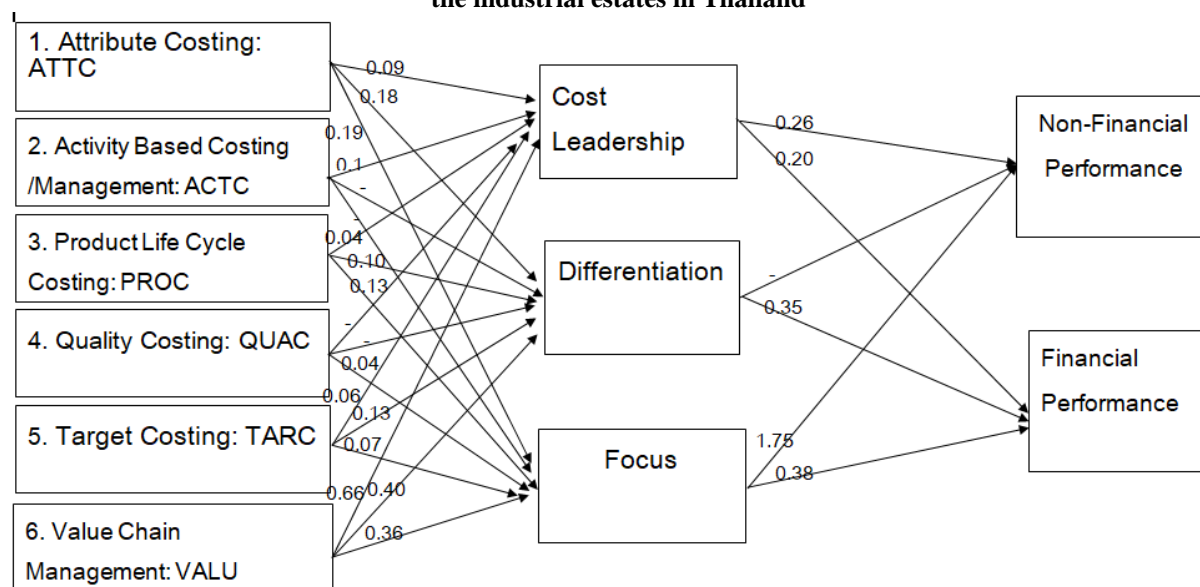 the industrial estates in Thailand
1. Attribute Costing:
ATTC
2. Activity Based Costing
/Management: ACTC
3. Product Life Cycle
Costing: PROC
4. Quality Costing: QUAC
5. Target Costing: TARC
6. Value Chain
Management: VALU
0.09
0.18
0.19
0.1
-
-
0.04
0.10
0.13
-
-
0.04
0.06
0.13
0.07
0.66
0.40
0.36
Cost
Leadership
Differentiation
Focus
0.26
0.20
-
0.35
1.75
0.38
Non-Financial
Performance
Financial
Performance